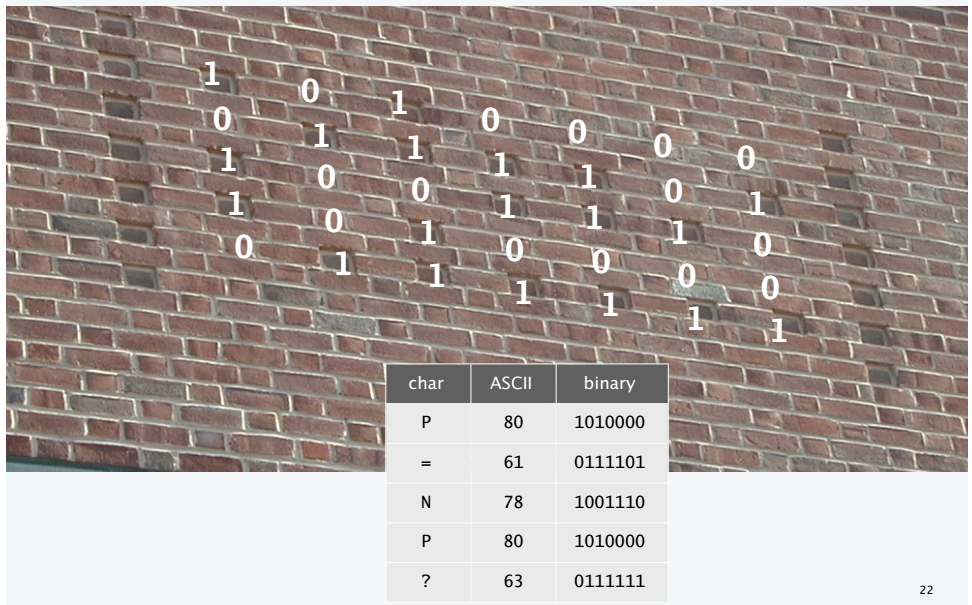 1 0 1 0 0 0 0
0 1 1 1 1 0 1
1 0 0 1 1 1 0
1 0 1 0 0 0 0
0 1 1 1 1 1 1
char ASCII binary
P 80 1010000
= 61 0111101
N 78 1001110
P 80 1010000
? 63 0111111
22